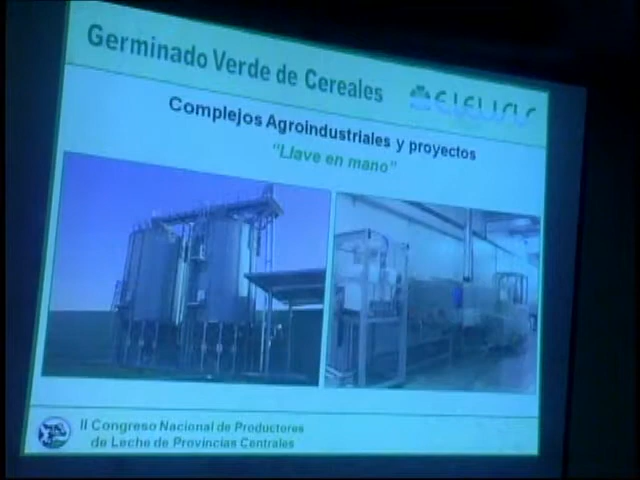 Germinado Verde de Cereales
Complejos Agroindustriales y proyectos
"Llave en mano"
II Congreso Nacional de Productores
de Leche de Provincias Centrales